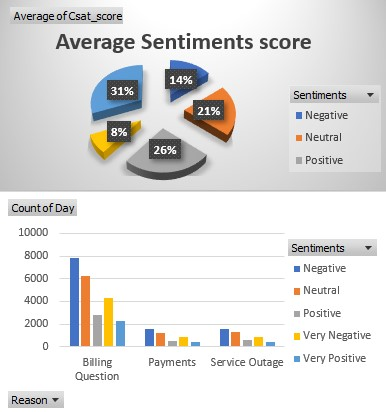 Average of Csat_score
Average Sentiments score
31%
14%
21%
8%
26%
Sentiments
Negative
Neutral
Positive
Count of Day
10000
8000
6000
4000
2000
0
Billing
Question
Payments
Service Outage
Sentiments
Negative
Neutral
Positive
Very Negative
Very Positive
Reason